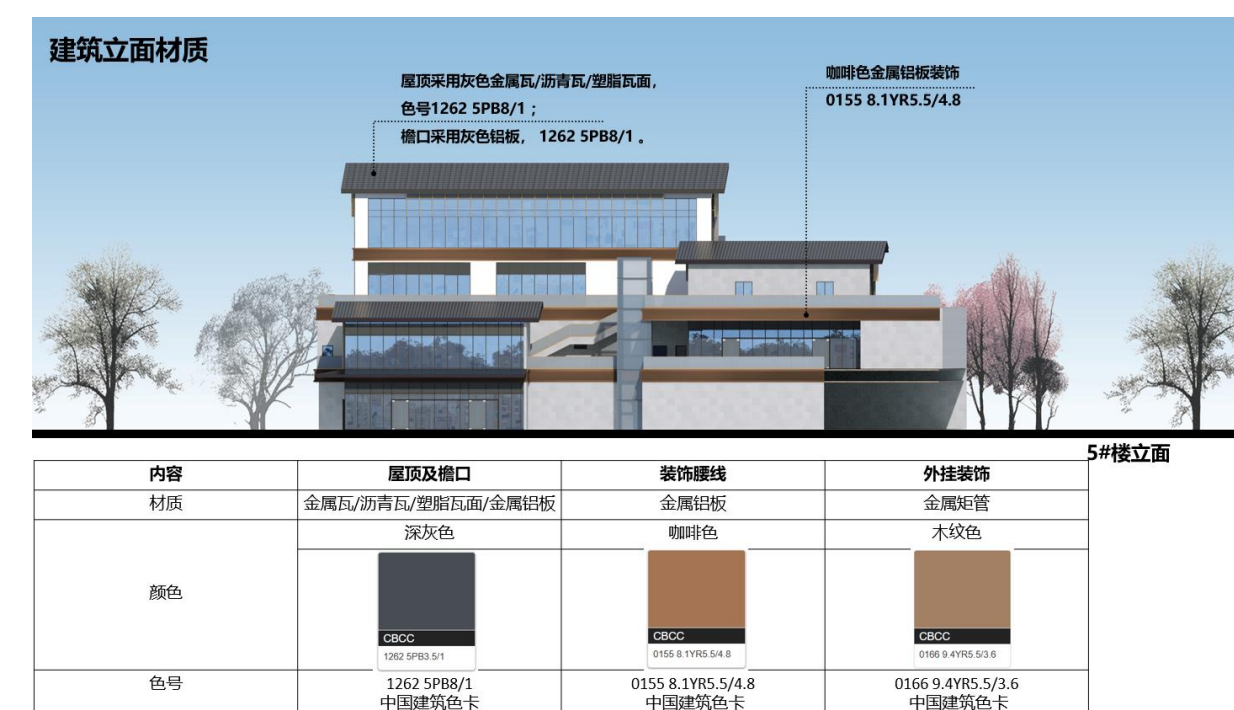 建筑立面材质
屋顶采用灰色金属瓦/沥青瓦/塑脂瓦面，
色号1262 5PB8/1；
檐口采用灰色铝板， 1262 5PB8/1 。
咖啡色金属铝板装饰
0155 8.1YR5.5/4.8
5#楼立面
内容 屋顶及檐口 装饰腰线 外挂装饰
材质 金属瓦/沥青瓦/塑脂瓦面/金属铝板 金属铝板 金属矩管
颜色 深灰色 咖啡色 木纹色
CBCC CBCC CBCC
1262 5PB3.5/1 0155 8.1YR5.5/4.8 0166 9.4YR5.5/3.6
色号 1262 5PB8/1 0155 8.1YR5.5/4.8 0166 9.4YR5.5/3.6
中国建筑色卡 中国建筑色卡 中国建筑色卡